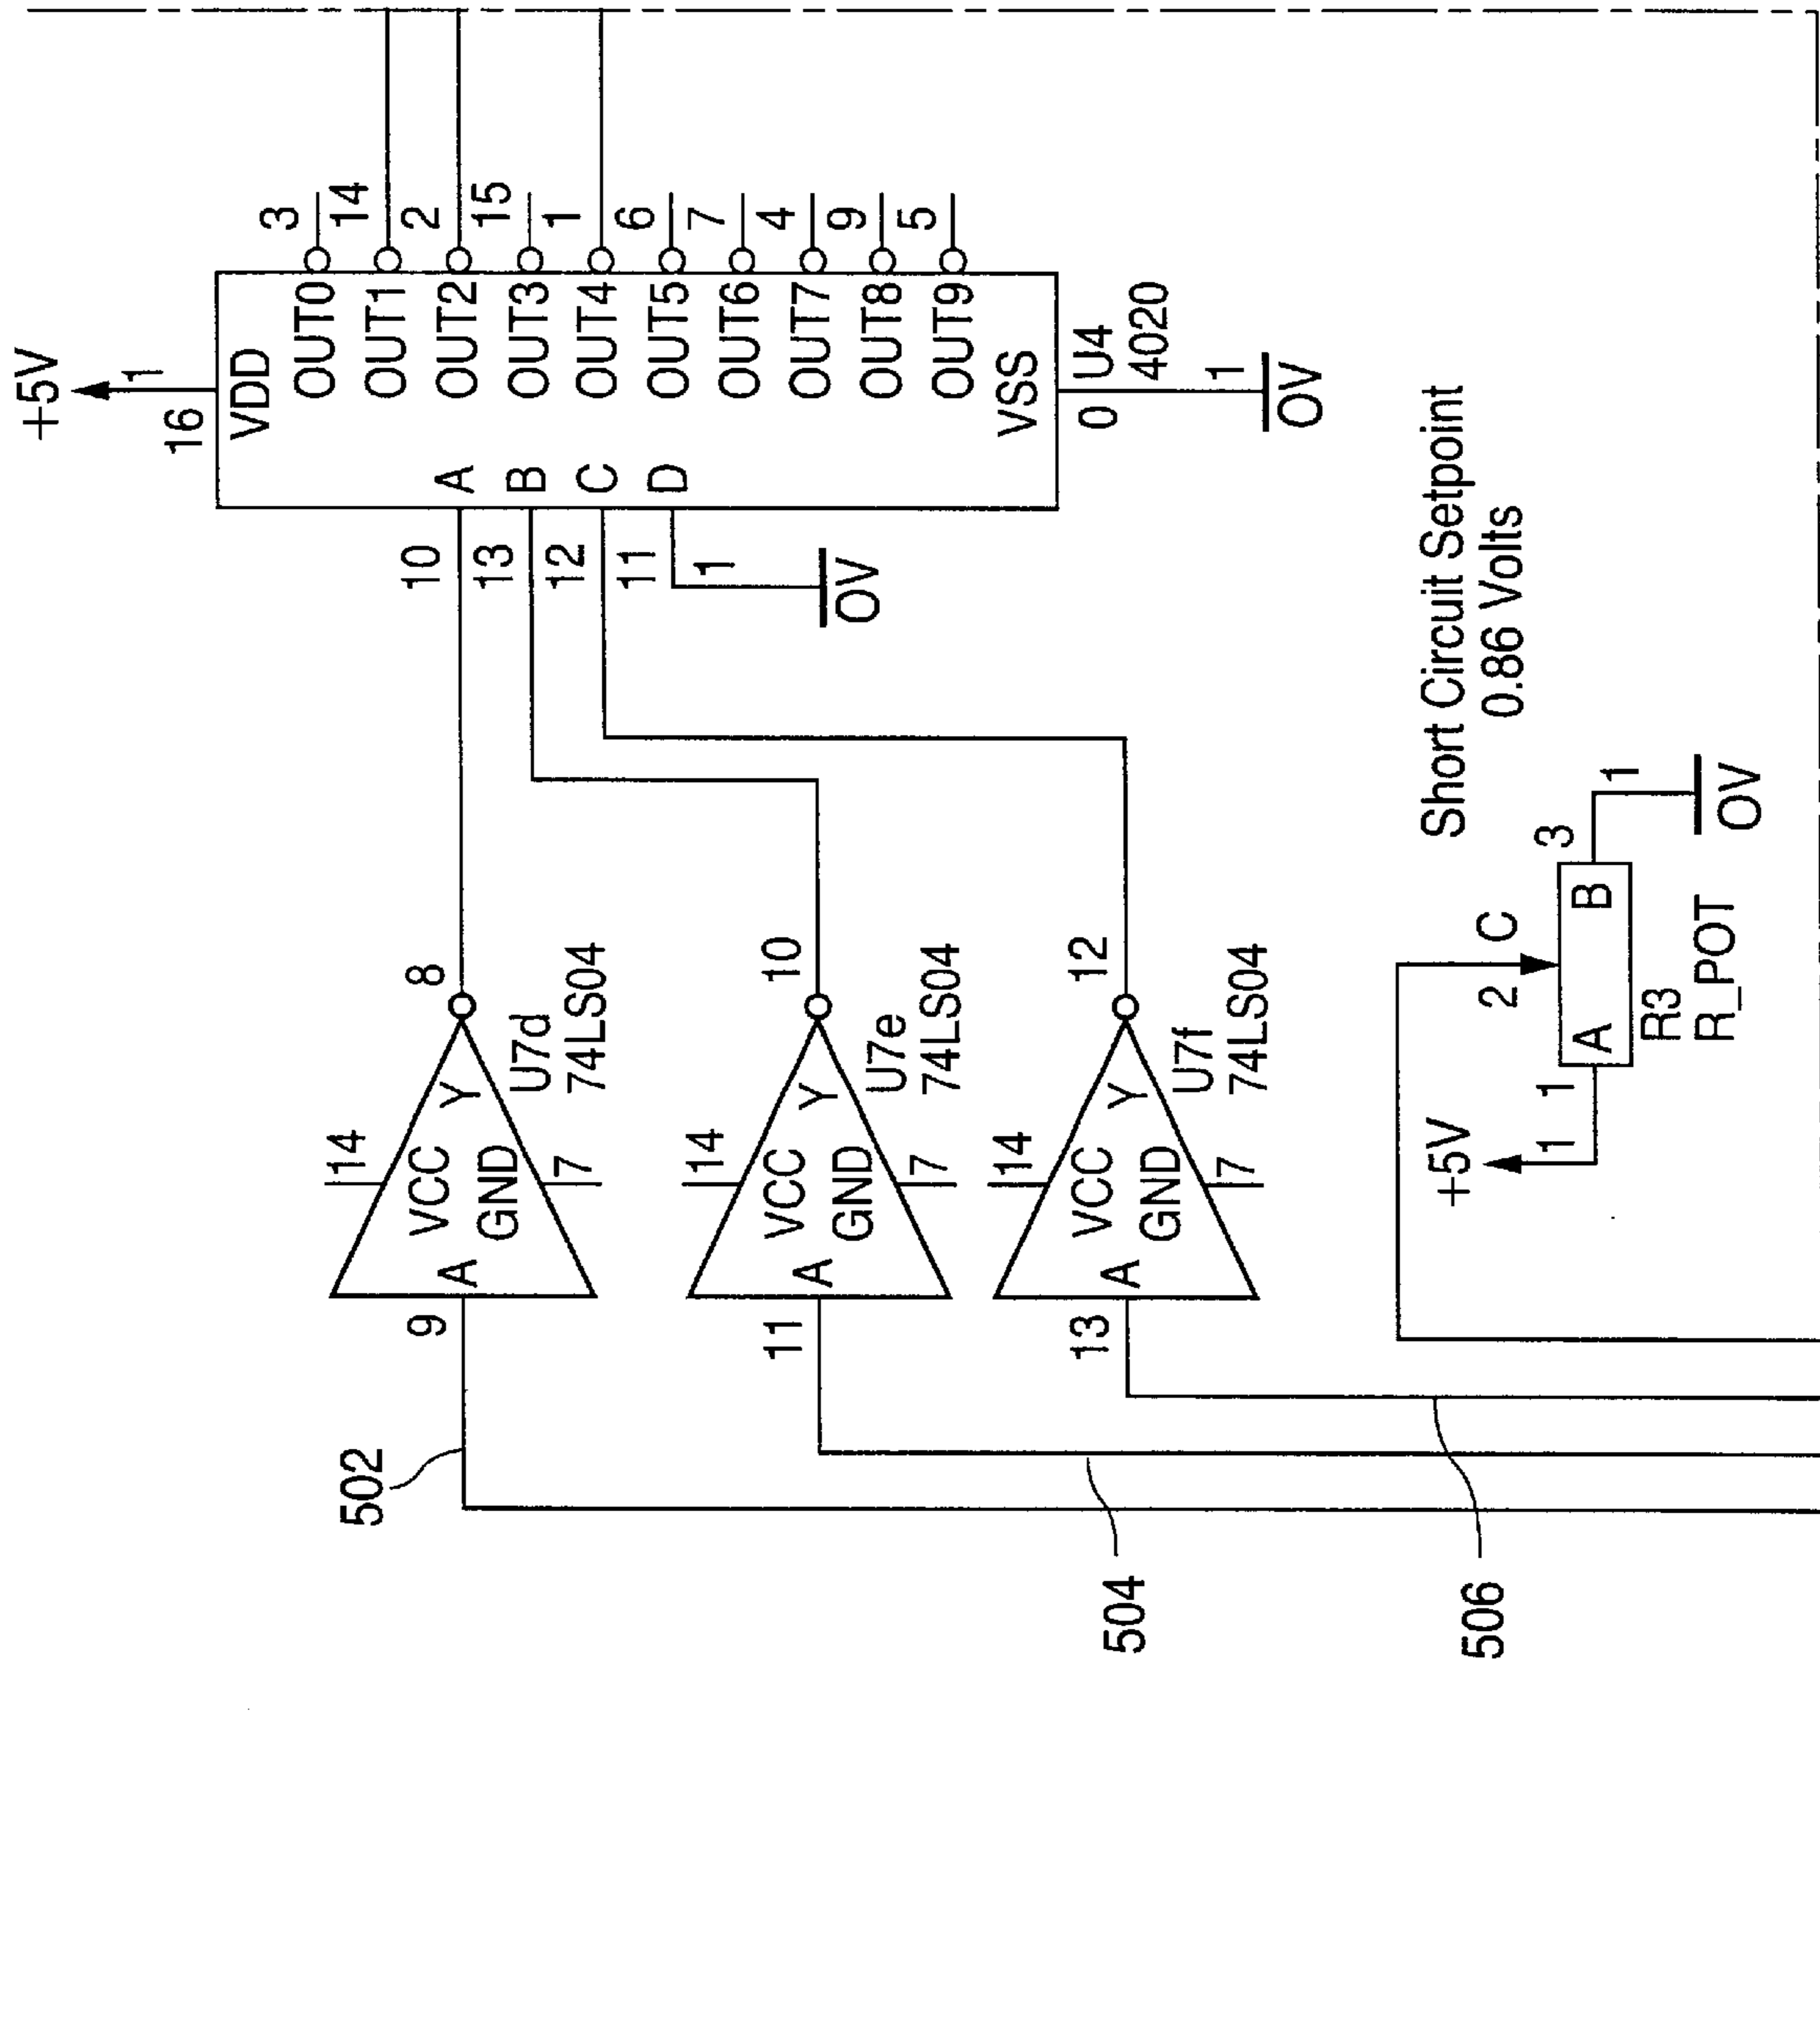 +5V
1
16
VDD
OUT0
3
OUT1
14
OUT2
2
OUT3
15
OUT4
1
OUT5
6
OUT6
7
OUT7
4
OUT8
9
OUT9
5
A
B
C
D
10
13
12
11
1
OV
VSS
0
U4
4020
1
OV
502
9
A
VCC
GND
Y
14
7
8
U7d
74LS04
504
11
A
VCC
GND
Y
14
7
10
U7e
74LS04
506
13
A
VCC
GND
Y
14
7
12
U7f
74LS04
Short Circuit Setpoint
0.86 Volts
+5V
1
1
A
B
2
C
3
1
OV
R3
R_POT